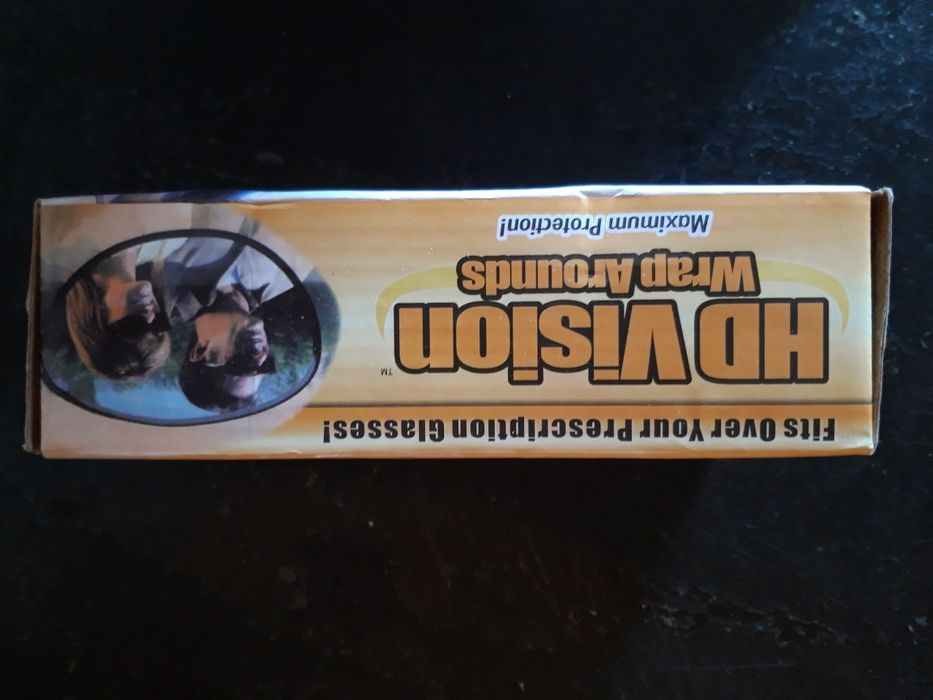 Fits Over Your Prescription Glasses!
HD Vision™
Wrap Arounds
Maximum Protection!